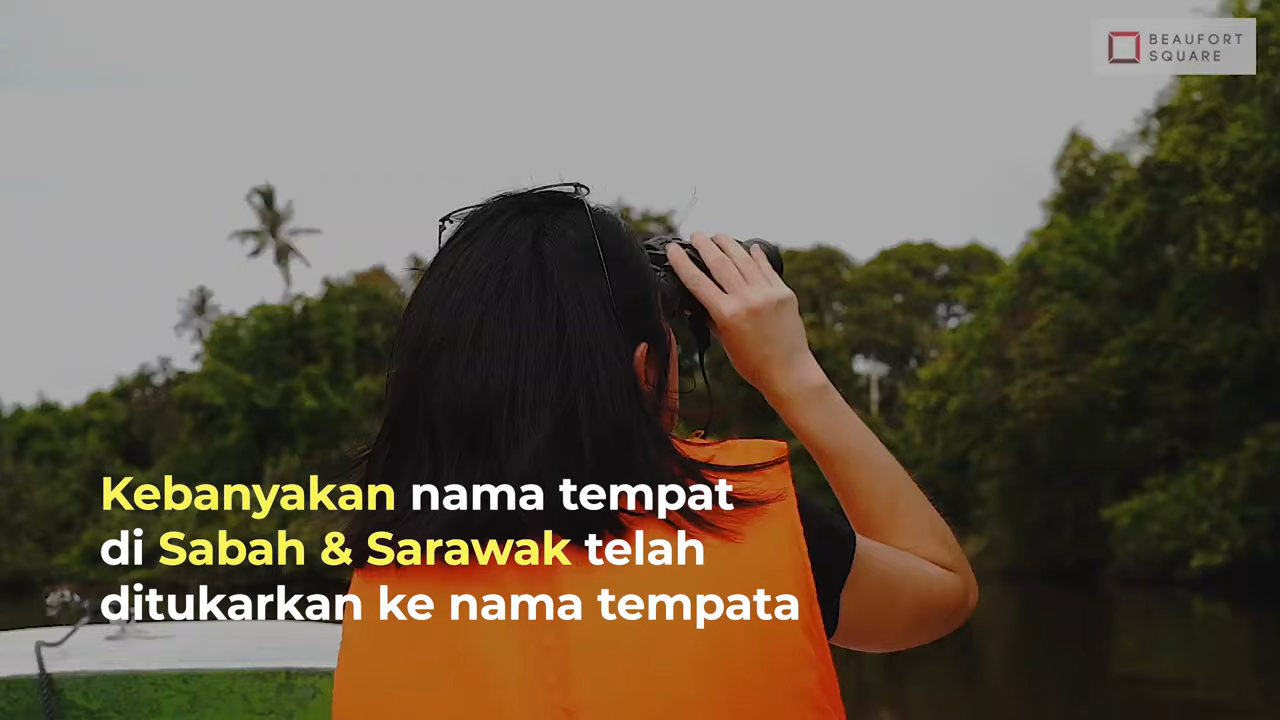 BEAUFORT
SQUARE
Kebanyakan nama tempat
di Sabah & Sarawak telah
ditukarkan ke nama tempata